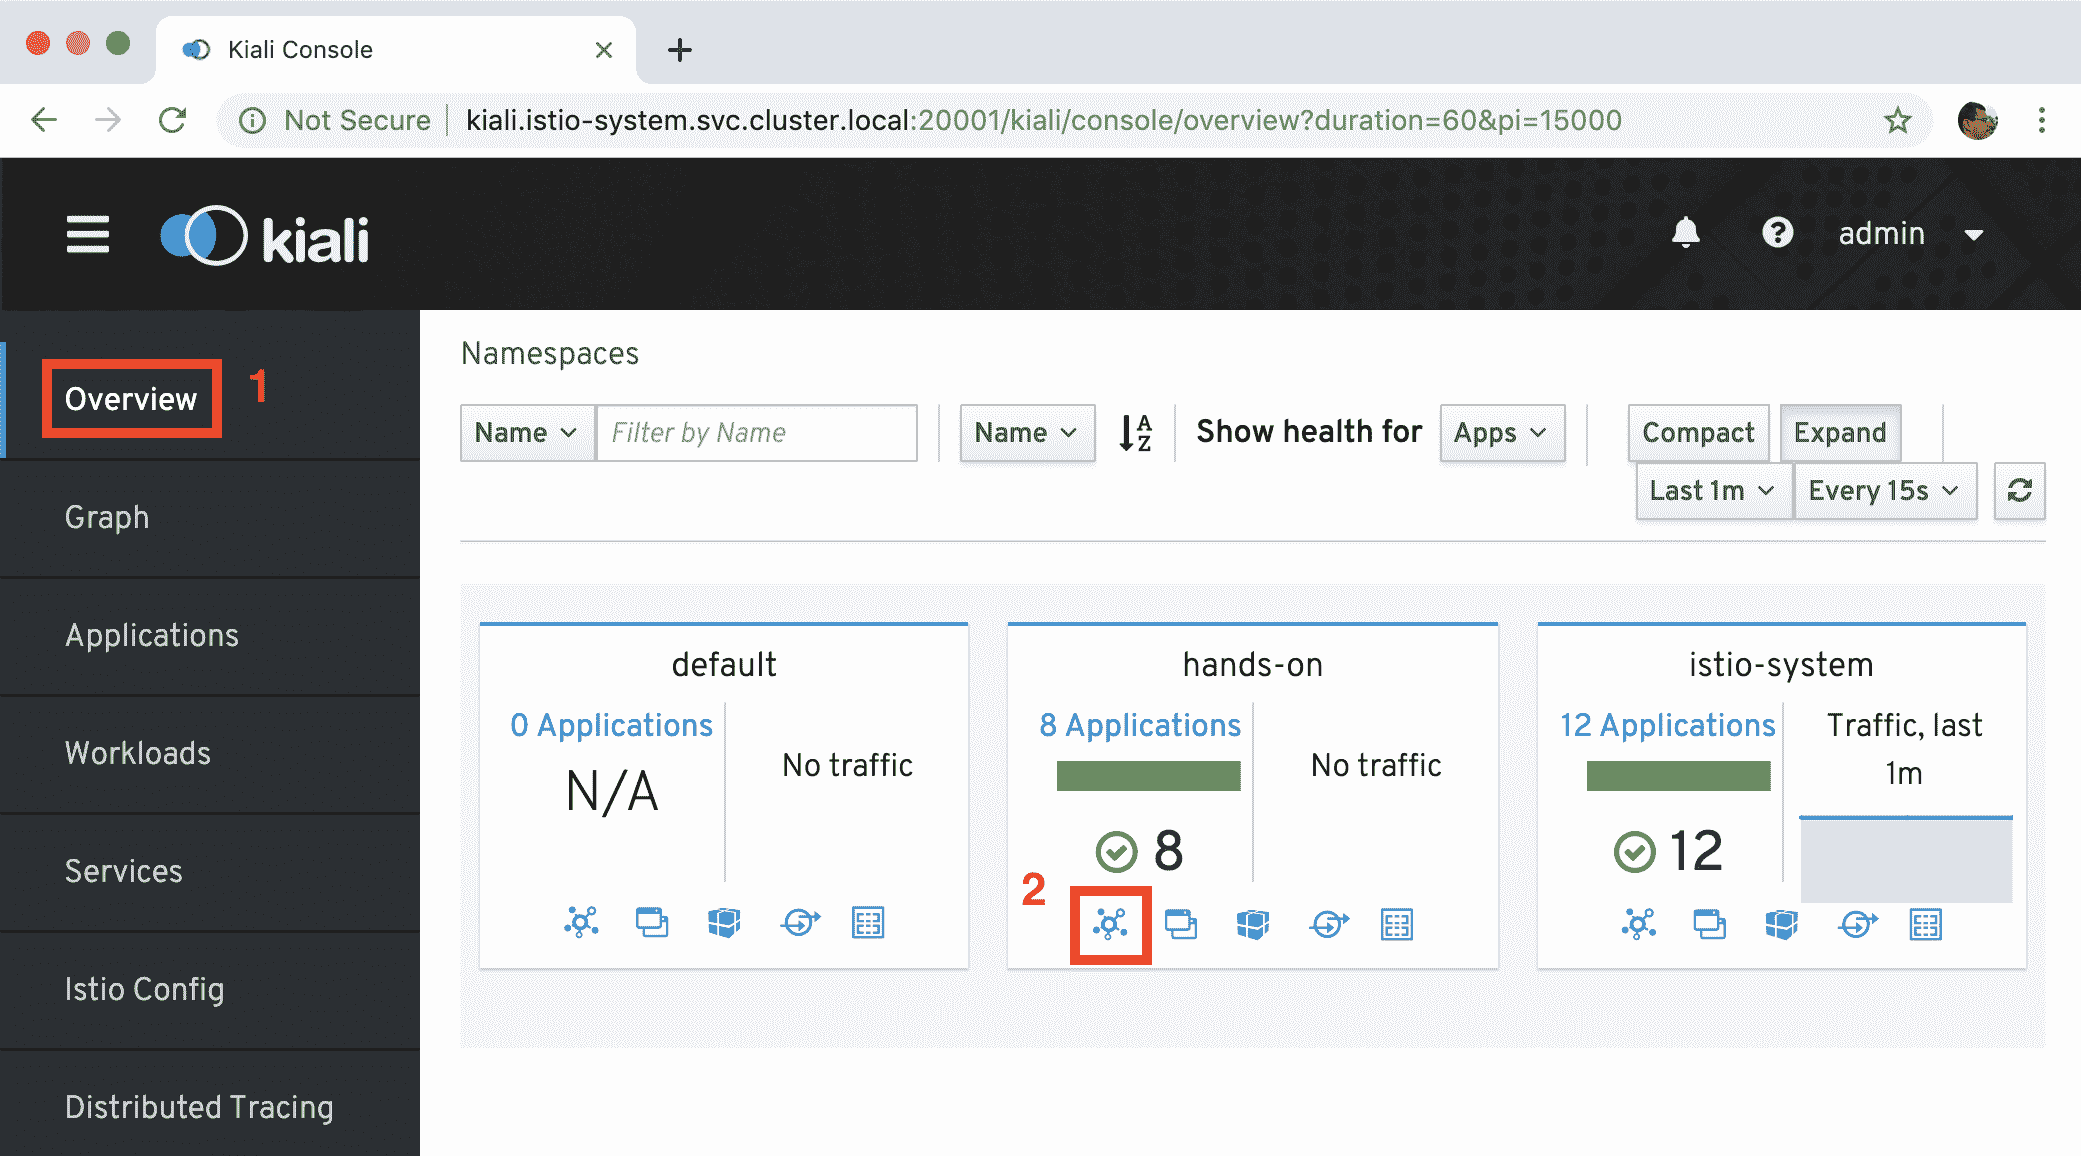 Kiali Console
Not Secure kiali.istio-system.svc.cluster.local:20001/kiali/console/overview?duration=60&pi=15000
kiali
admin
Overview 1
Graph
Applications
Workloads
Services
Istio Config
Distributed Tracing
Namespaces
Name Filter by Name Name A Z Show health for Apps Compact Expand
Last 1m Every 15s
default
0 Applications
N/A
No traffic
hands-on
8 Applications
8
No traffic
2
istio-system
12 Applications
12
Traffic, last
1m